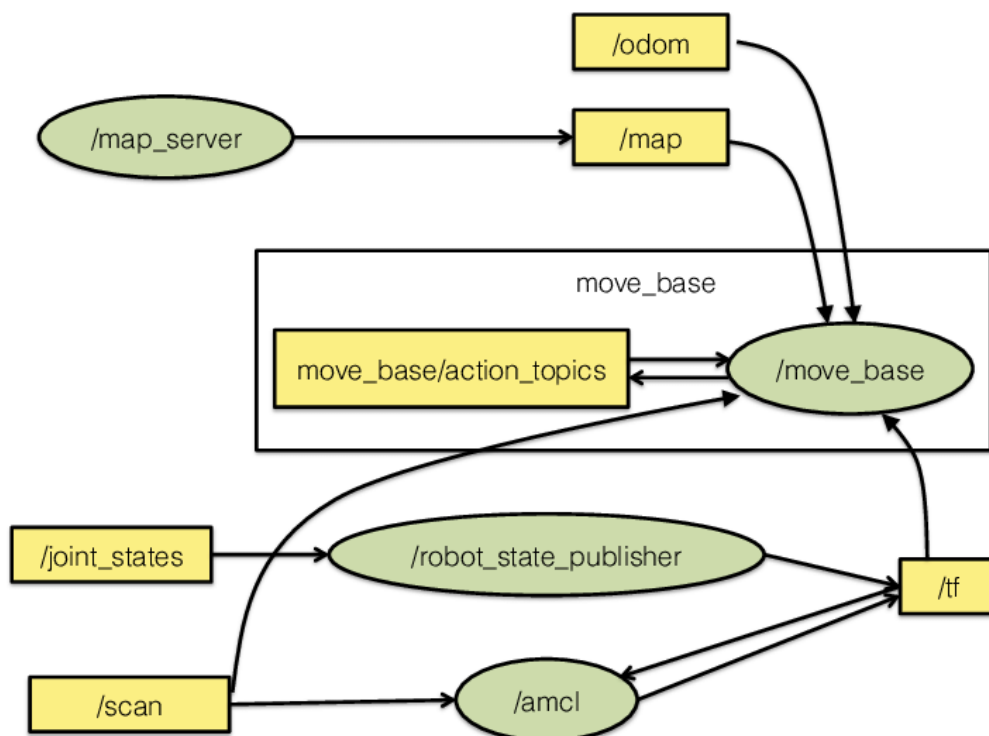 /odom
/map_server
/map
move_base
move_base/action_topics
/move_base
/joint_states
/robot_state_publisher
/tf
/scan
/amcl